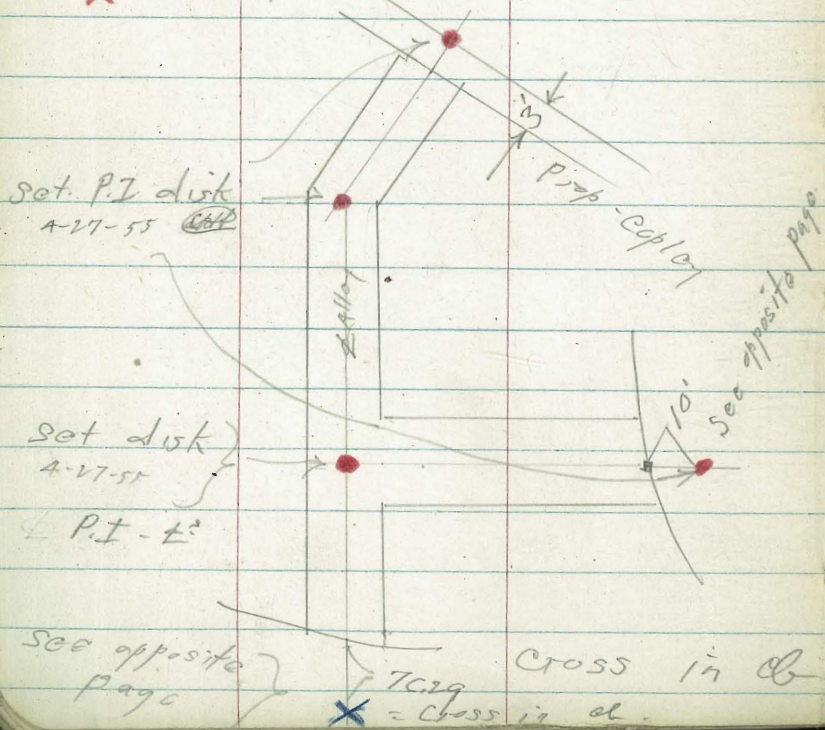 3'
set P.I disk
4-27-55
10'
See opposite page
Alley
set disk
4-27-55
P.I -
See opposite
page
Cross in
= Cross in